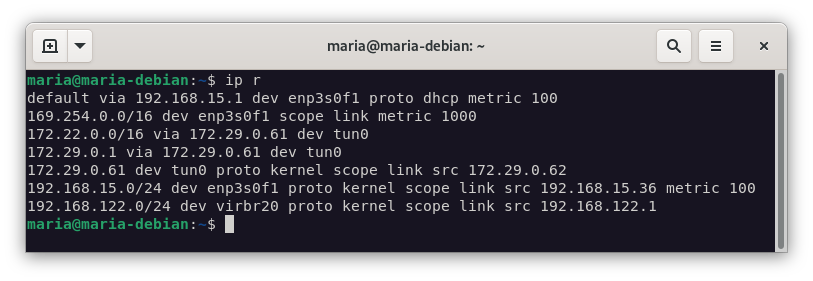 maria@maria-debian: ~
maria@maria-debian:~$ ip r
default via 192.168.15.1 dev enp3s0f1 proto dhcp metric 100
169.254.0.0/16 dev enp3s0f1 scope link metric 1000
172.22.0.0/16 via 172.29.0.61 dev tun0
172.29.0.1 via 172.29.0.61 dev tun0
172.29.0.61 dev tun0 proto kernel scope link src 172.29.0.62
192.168.15.0/24 dev enp3s0f1 proto kernel scope link src 192.168.15.36 metric 100
192.168.122.0/24 dev virbr20 proto kernel scope link src 192.168.122.1
maria@maria-debian:~$